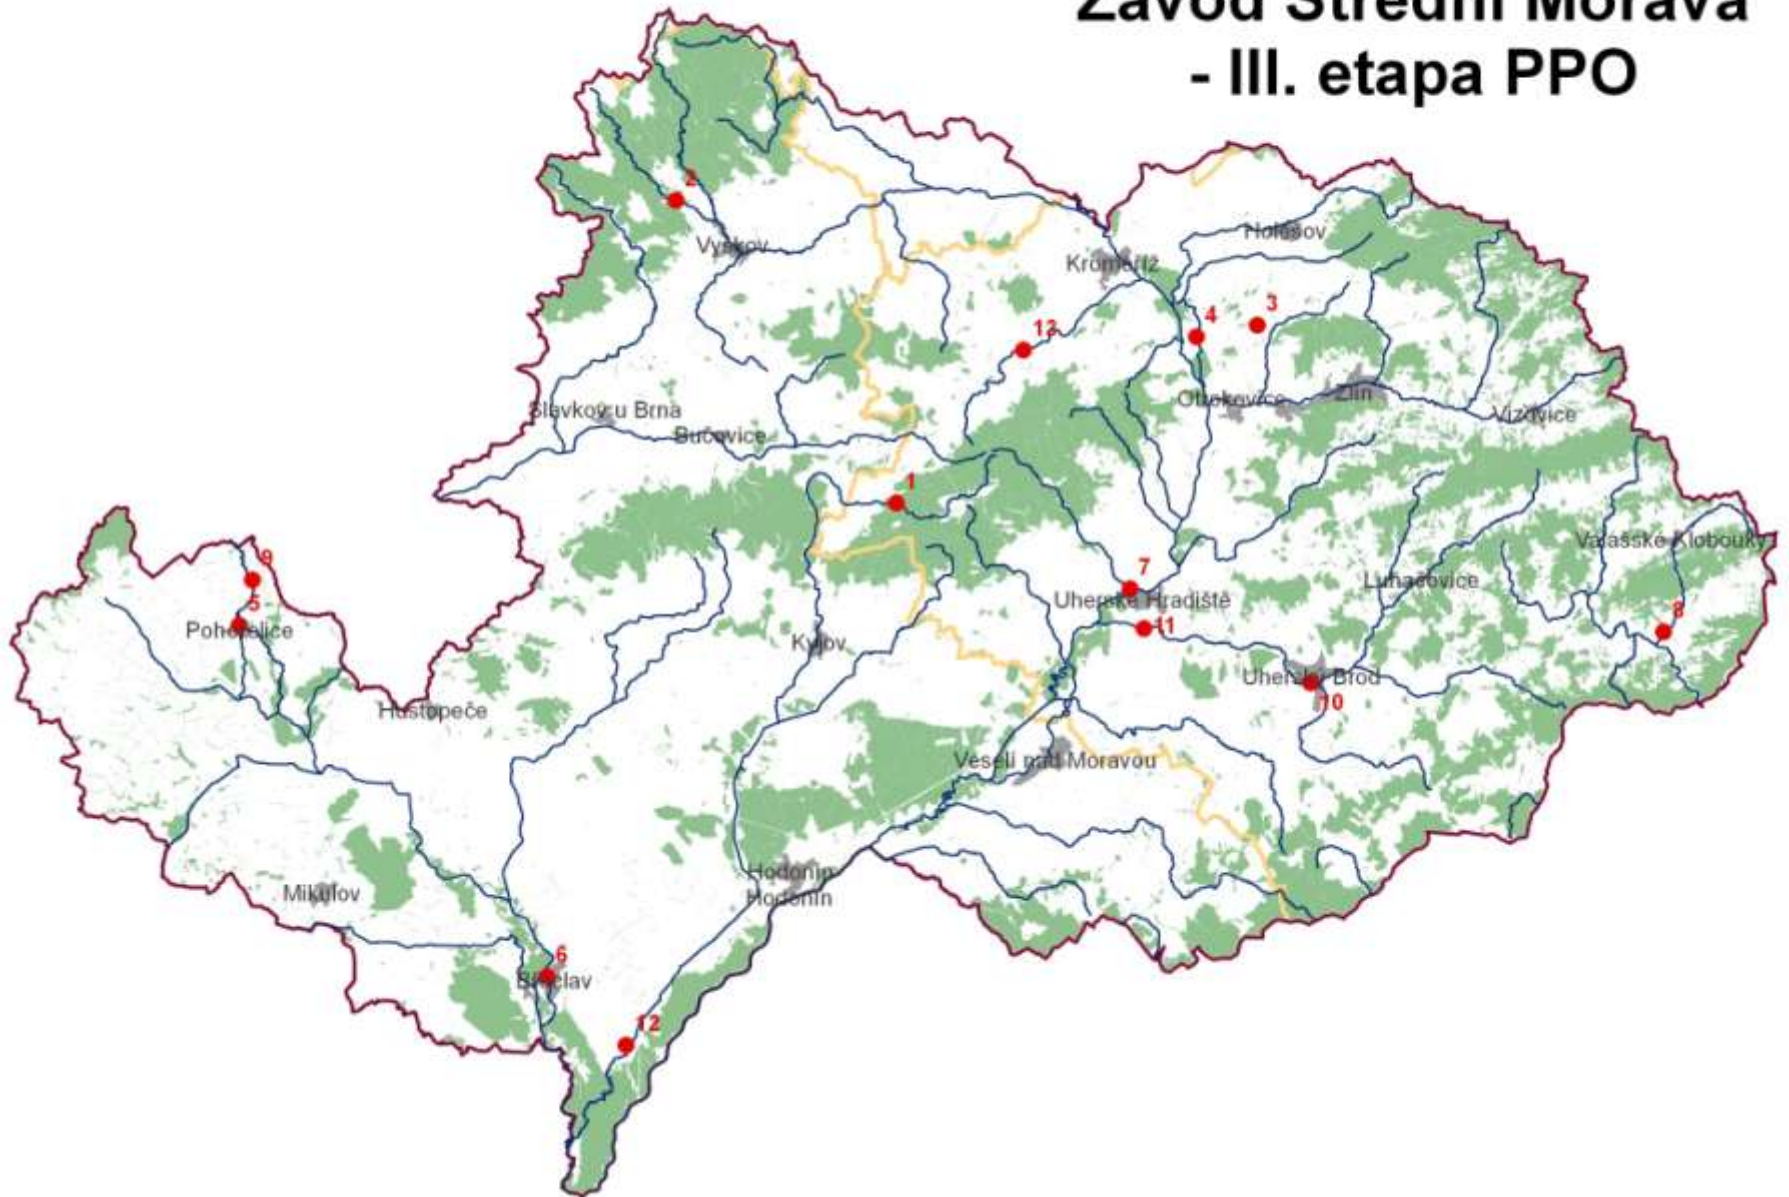 Závod Střední Morava
- III. etapa PPO
2
Vyškov
Holešov
Kroměříž
3
4
13
Slavkov u Brna
Otrokovice
Zlín
Vizovice
Bučovice
1
Valašské Klobouky
9
7
Luhačovice
5
Uherské Hradiště
8
Pohořelice
11
Kyjov
Uherský Brod
10
Hustopeče
Veselí nad Moravou
Hodonín
Hodonín
Mikulov
6
Břeclav
12